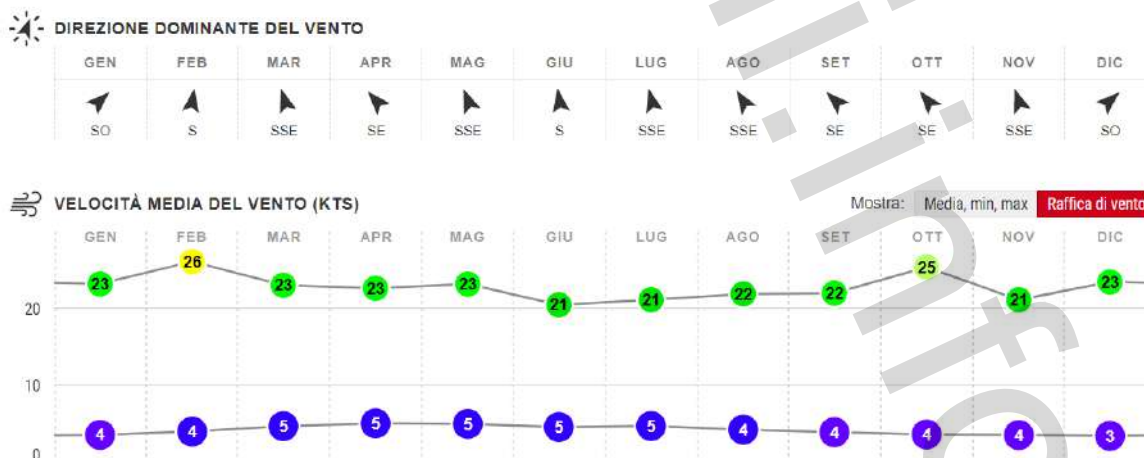 DIREZIONE DOMINANTE DEL VENTO
GEN FEB MAR APR MAG GIU LUG AGO SET OTT NOV DIC
SO S SSE SE SSE S SSE SSE SE SE SSE SO
VELOCITÀ MEDIA DEL VENTO (KTS)
Mostra: Media, min, max Raffica di vento
GEN FEB MAR APR MAG GIU LUG AGO SET OTT NOV DIC
23 26 23 23 23 21 21 22 22 25 21 23
20
10
4 4 5 5 5 5 5 4 4 4 4 3
0